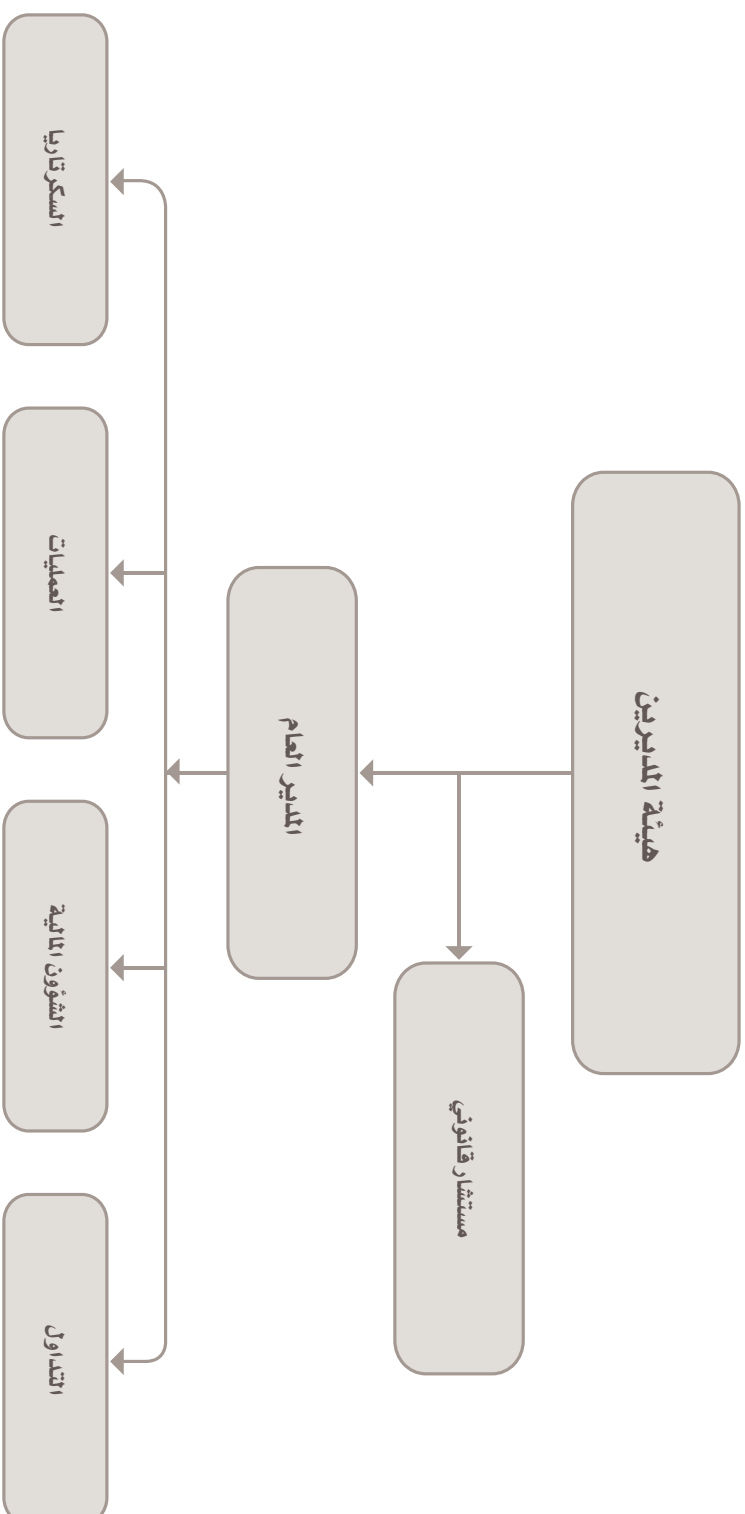 هيئة المديرين
مستشار قانوني
المدير العام
التداول
الشؤون المالية
العمليات
السكرتاريا